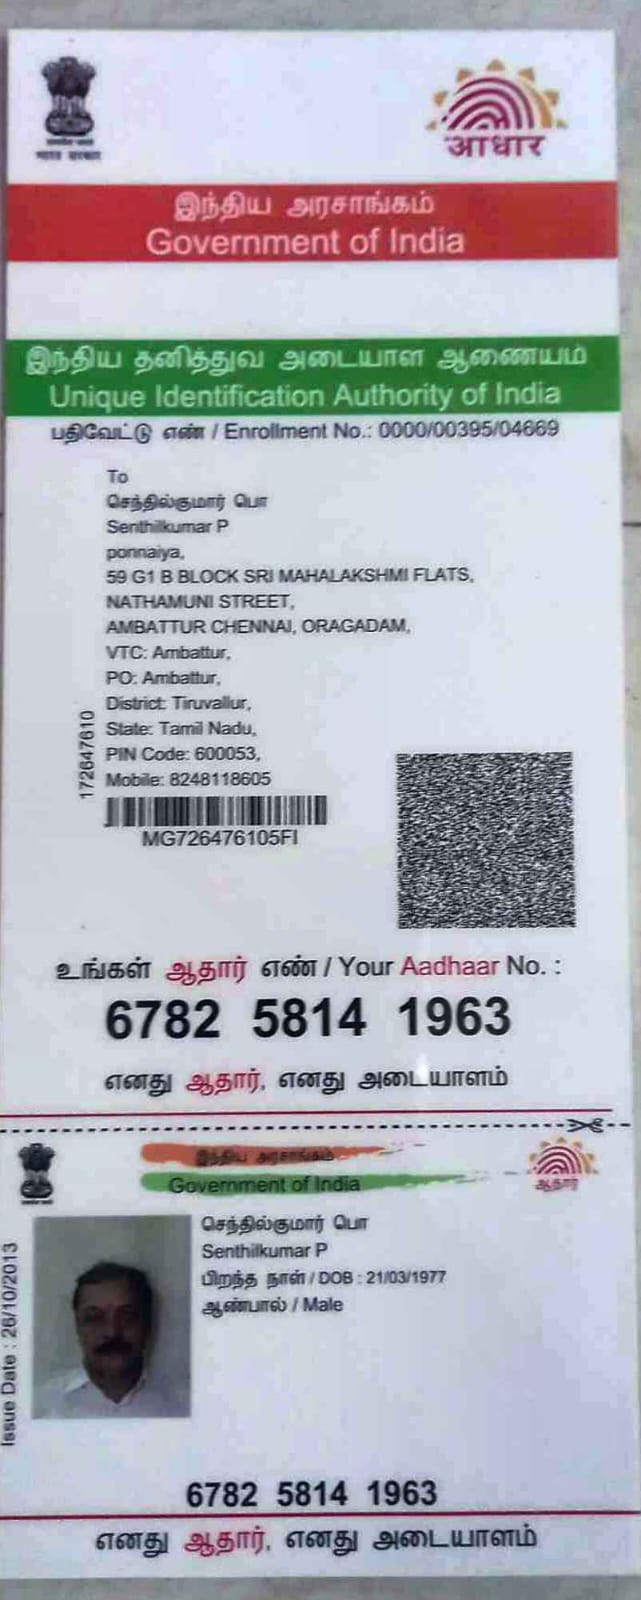 भारत सरकार
आधार
இந்திய அரசாங்கம்
Government of India
இந்திய தனித்துவ அடையாள ஆணையம்
Unique Identification Authority of India
பதிவேட்டு எண் / Enrollment No.: 0000/00395/04669
To
செந்தில்குமார் பொ
Senthilkumar P
ponnaiya,
59 G1 B BLOCK SRI MAHALAKSHMI FLATS,
NATHAMUNI STREET,
AMBATTUR CHENNAI, ORAGADAM,
VTC: Ambattur,
PO: Ambattur,
District: Tiruvallur,
State: Tamil Nadu,
PIN Code: 600053,
Mobile: 8248118605
172647610
MG726476105FI
உங்கள் ஆதார் எண் / Your Aadhaar No. :
6782 5814 1963
எனது ஆதார், எனது அடையாளம்
இந்திய அரசாங்கம்
Government of India
ஆதார்
செந்தில்குமார் பொ
Senthilkumar P
பிறந்த நாள் / DOB : 21/03/1977
ஆண்பால் / Male
Issue Date : 26/10/2013
6782 5814 1963
எனது ஆதார், எனது அடையாளம்